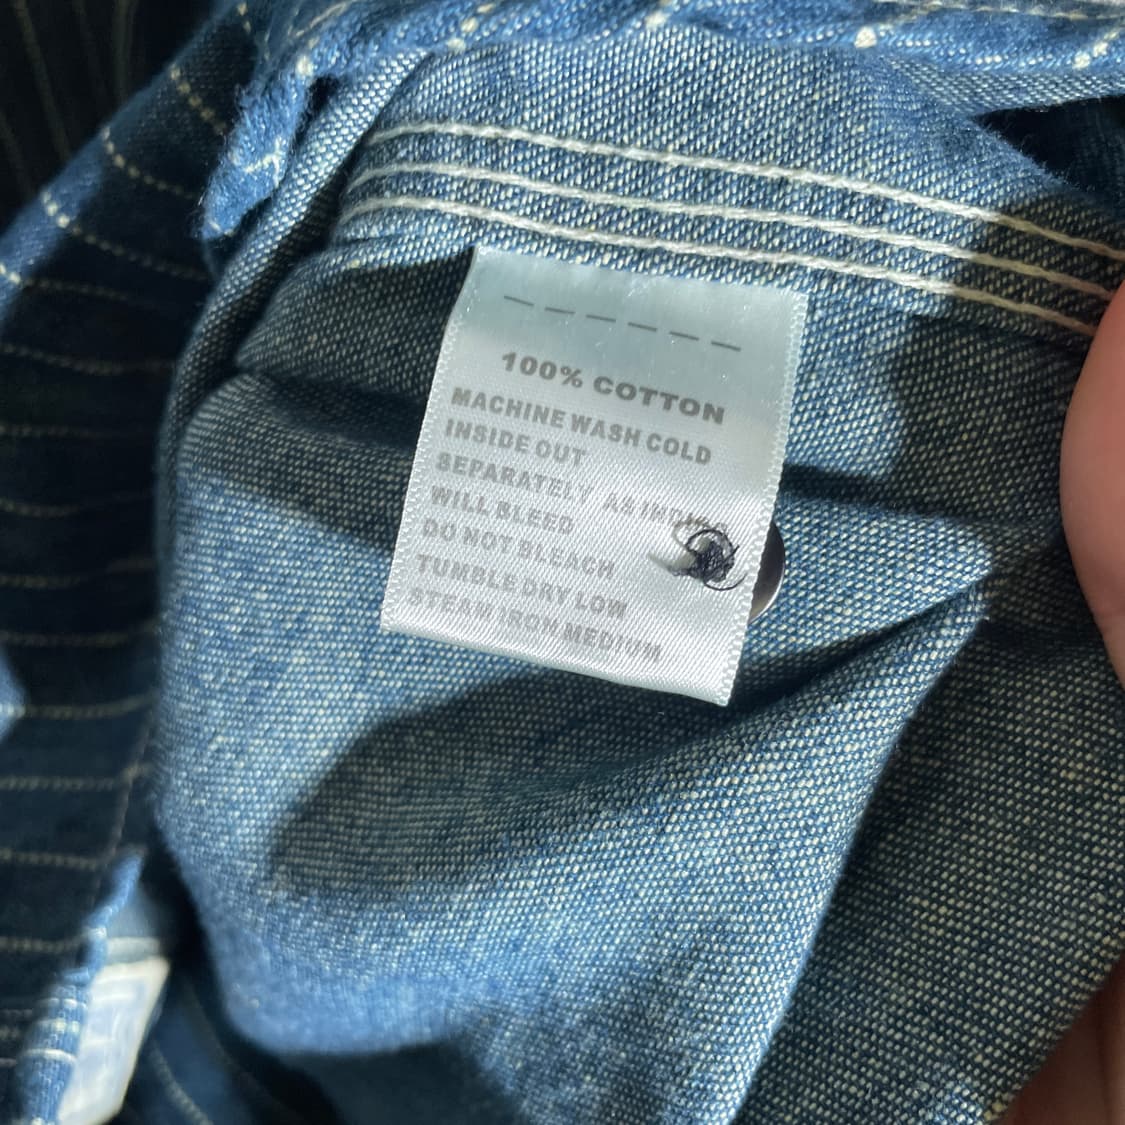 100% COTTON
MACHINE WASH COLD
INSIDE OUT
SEPARATELY AS INDIGO
WILL BLEED
DO NOT BLEACH
TUMBLE DRY LOW
STEAM IRON MEDIUM